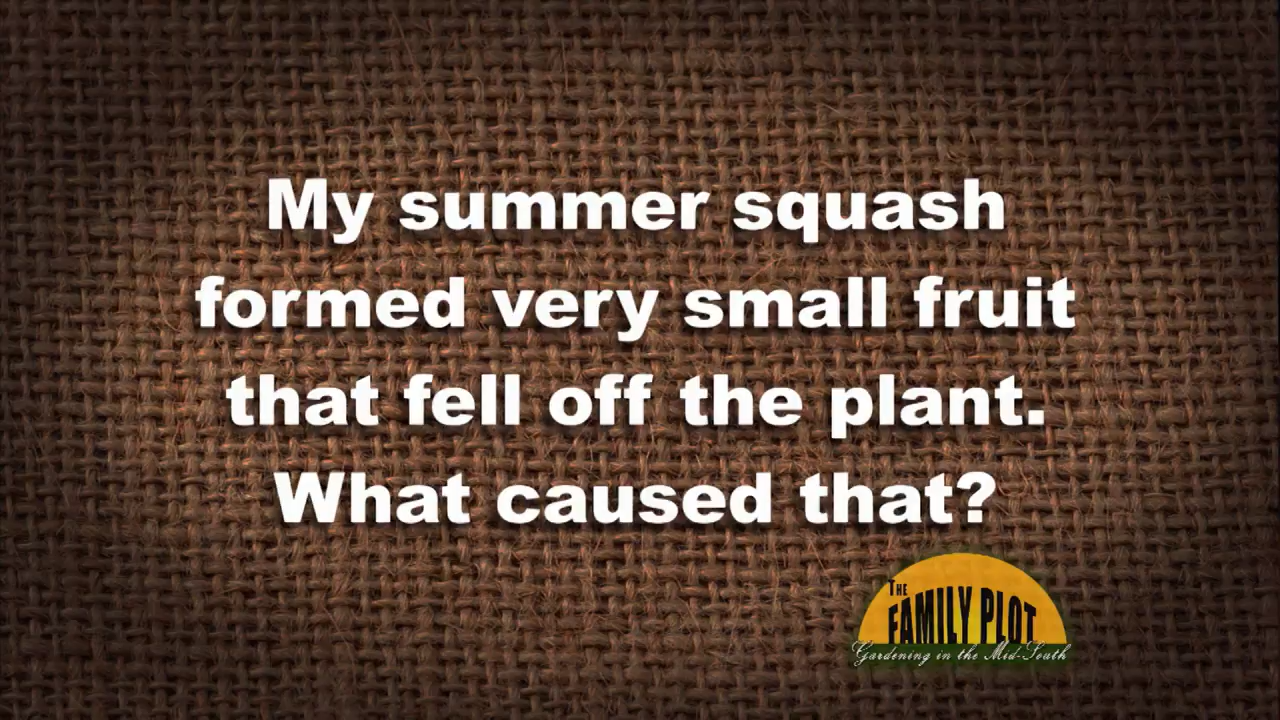 My summer squash
formed very small fruit
that fell off the plant.
What caused that?
THE
FAMILY PLOT
Gardening in the Mid-South